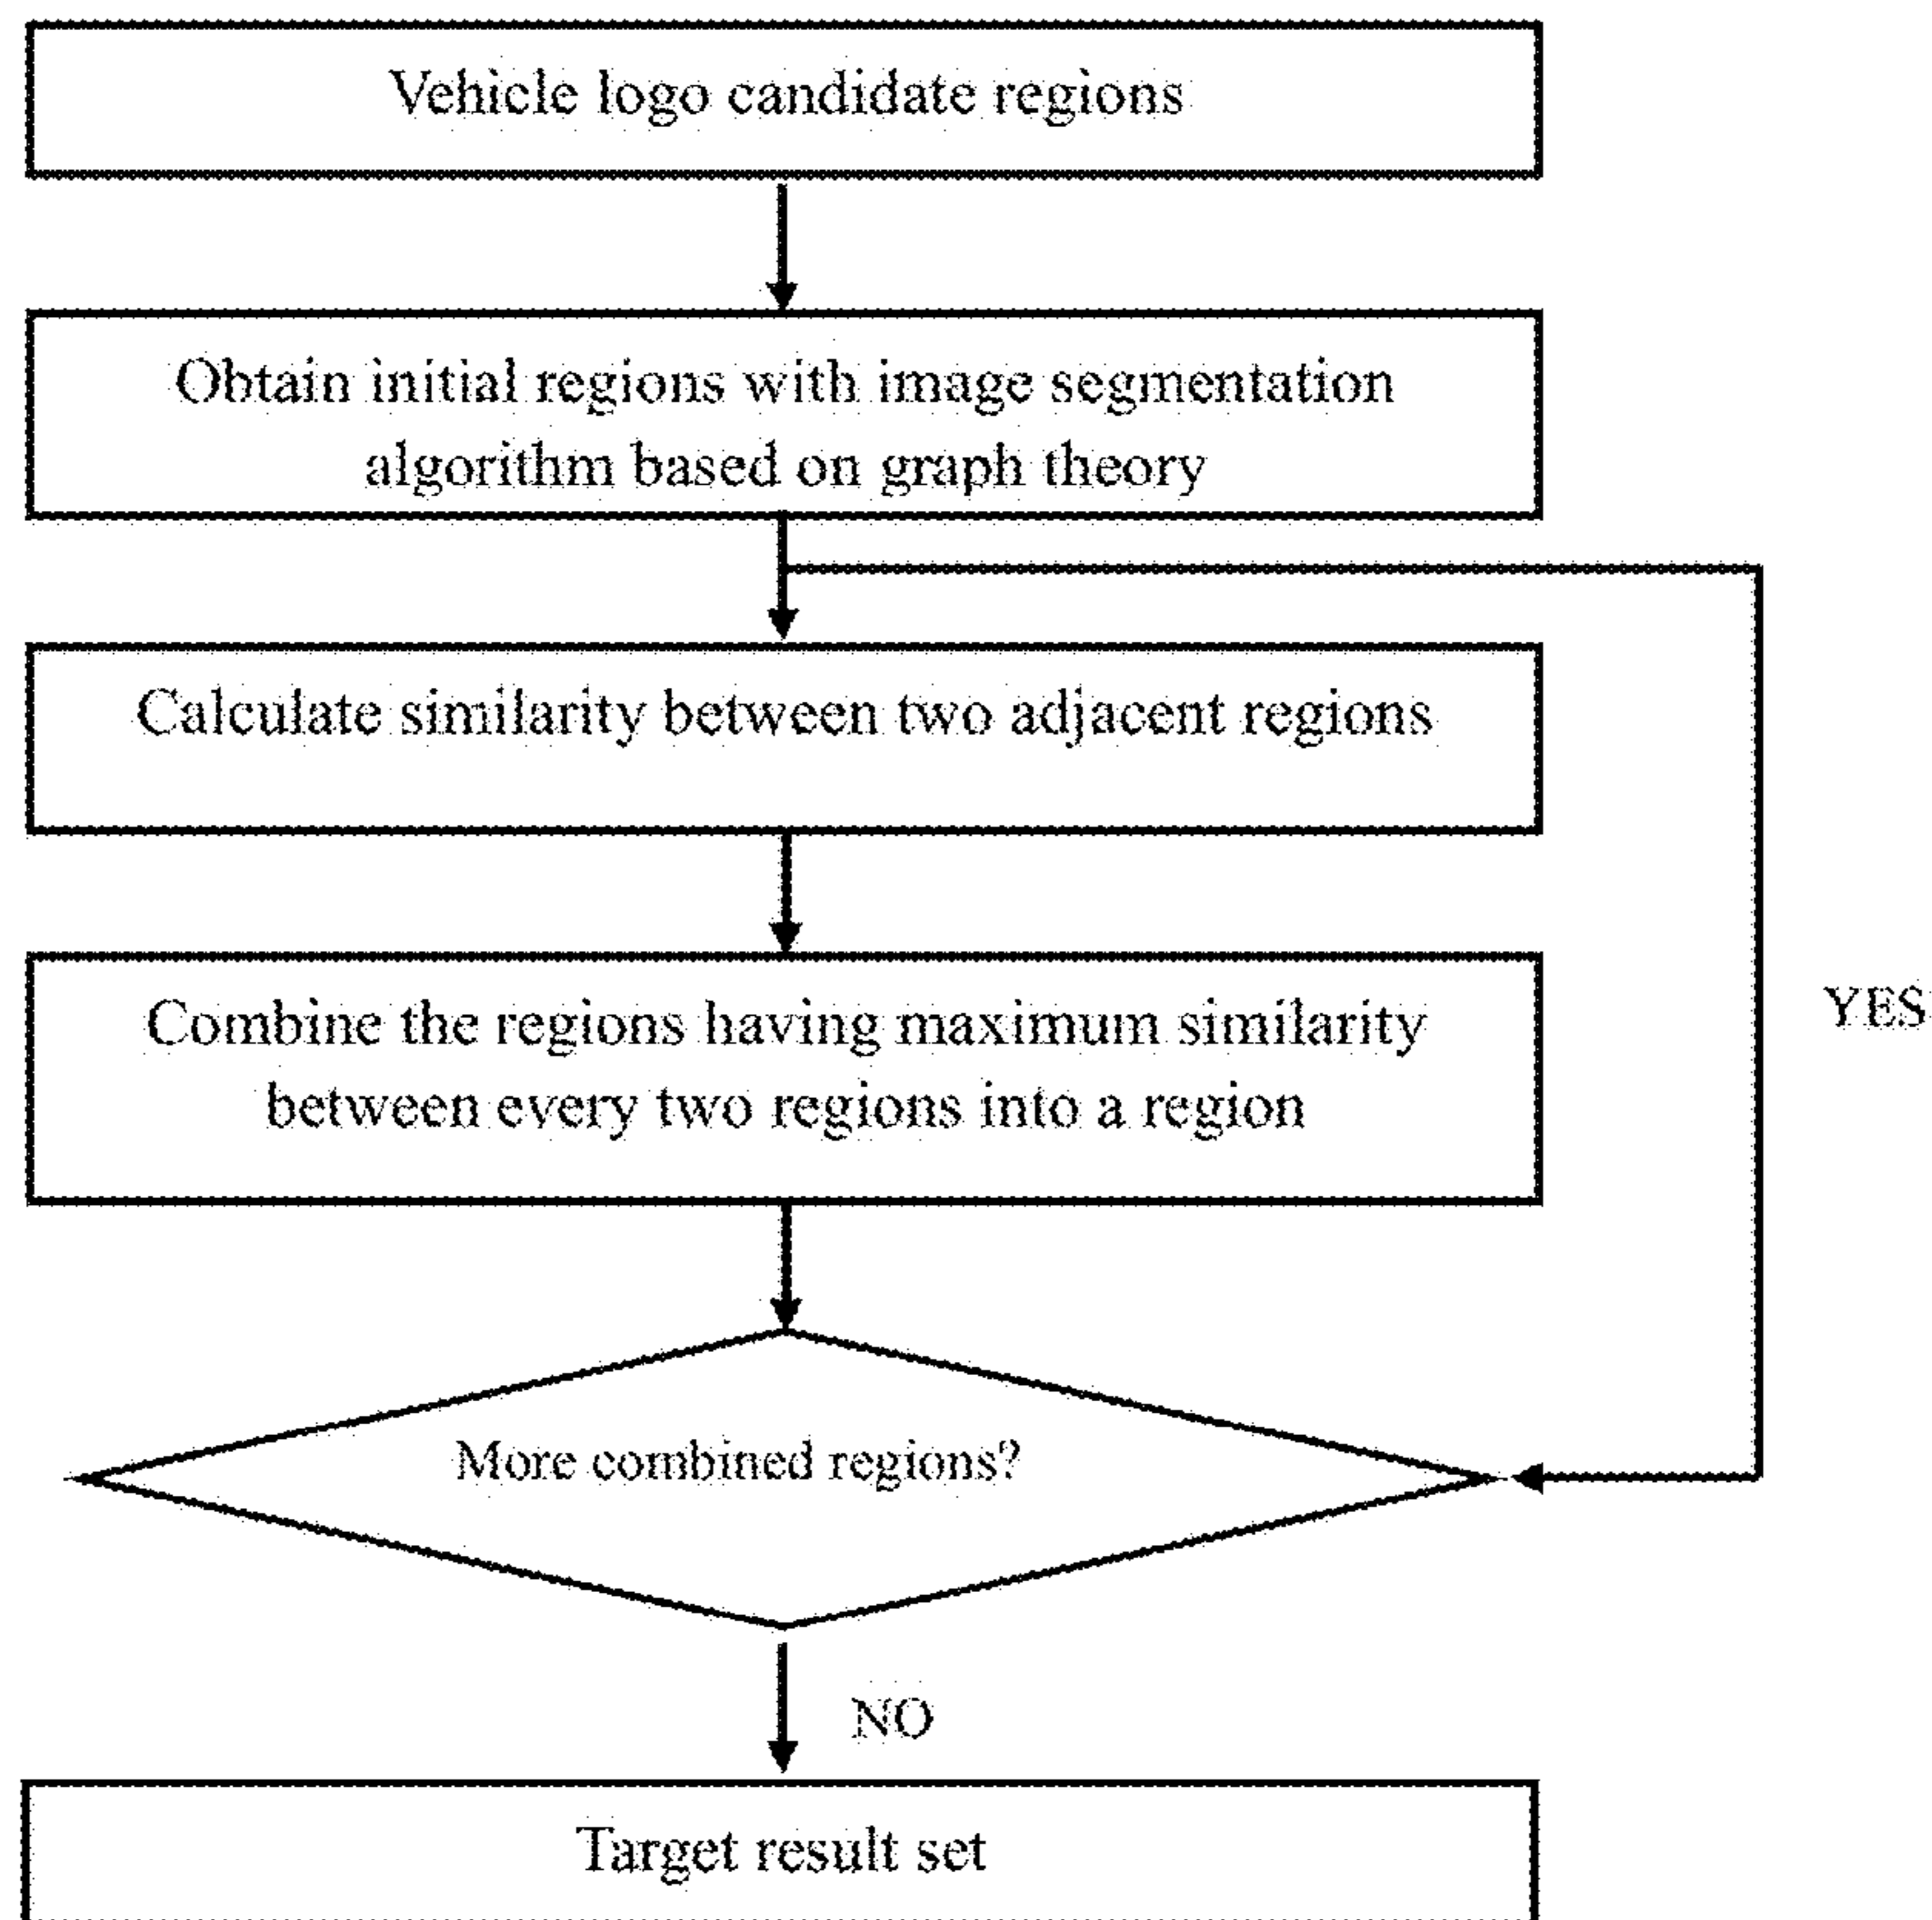 Vehicle logo candidate regions
Obtain initial regions with image segmentation
algorithm based on graph theory
Calculate similarity between two adjacent regions
Combine the regions having maximum similarity
between every two regions into a region
YES
More combined regions?
NO
Target result set